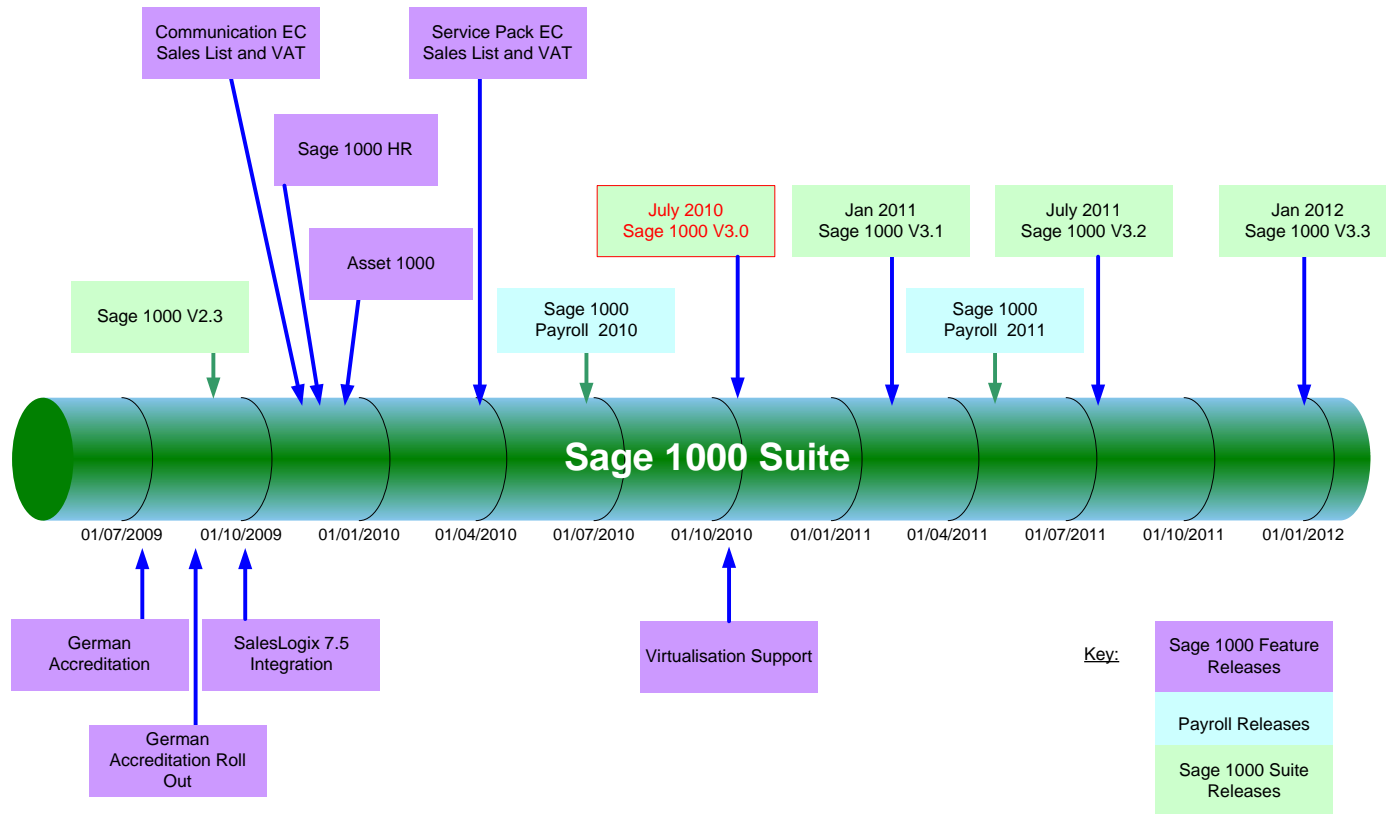 Communication EC
Sales List and VAT
Service Pack EC
Sales List and VAT
Sage 1000 HR
July 2010
Sage 1000 V3.0
Jan 2011
Sage 1000 V3.1
July 2011
Sage 1000 V3.2
Jan 2012
Sage 1000 V3.3
Asset 1000
Sage 1000 V2.3
Sage 1000
Payroll 2010
Sage 1000
Payroll 2011
Sage 1000 Suite
01/07/2009
01/10/2009
01/01/2010
01/04/2010
01/07/2010
01/10/2010
01/01/2011
01/04/2011
01/07/2011
01/10/2011
01/01/2012
German
Accreditation
SalesLogix 7.5
Integration
Virtualisation Support
German
Accreditation Roll
Out
Key:
Sage 1000 Feature
Releases
Payroll Releases
Sage 1000 Suite
Releases